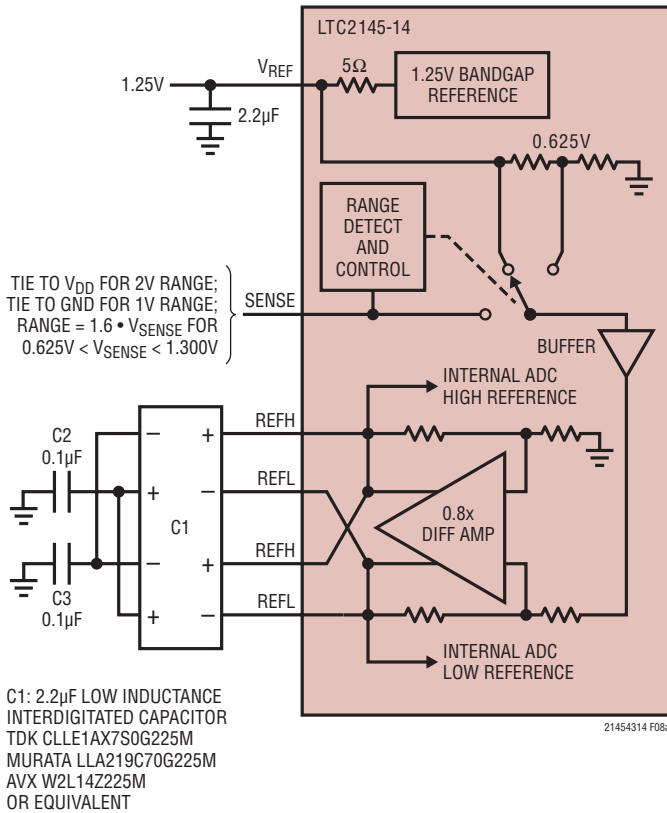 LTC2145-14
VREF
5Ω
1.25V BANDGAP
REFERENCE
1.25V
2.2µF
0.625V
RANGE
DETECT
AND
CONTROL
TIE TO VDD FOR 2V RANGE;
TIE TO GND FOR 1V RANGE;
RANGE = 1.6 • VSENSE FOR
0.625V < VSENSE < 1.300V
SENSE
BUFFER
INTERNAL ADC
HIGH REFERENCE
C2
0.1µF
– + REFH
+ – REFL
C1
0.8x
DIFF AMP
– + REFH
C3
0.1µF
+ – REFL
INTERNAL ADC
LOW REFERENCE
C1: 2.2µF LOW INDUCTANCE
INTERDIGITATED CAPACITOR
TDK CLLE1AX7S0G225M
MURATA LLA219C70G225M
AVX W2L14Z225M
OR EQUIVALENT